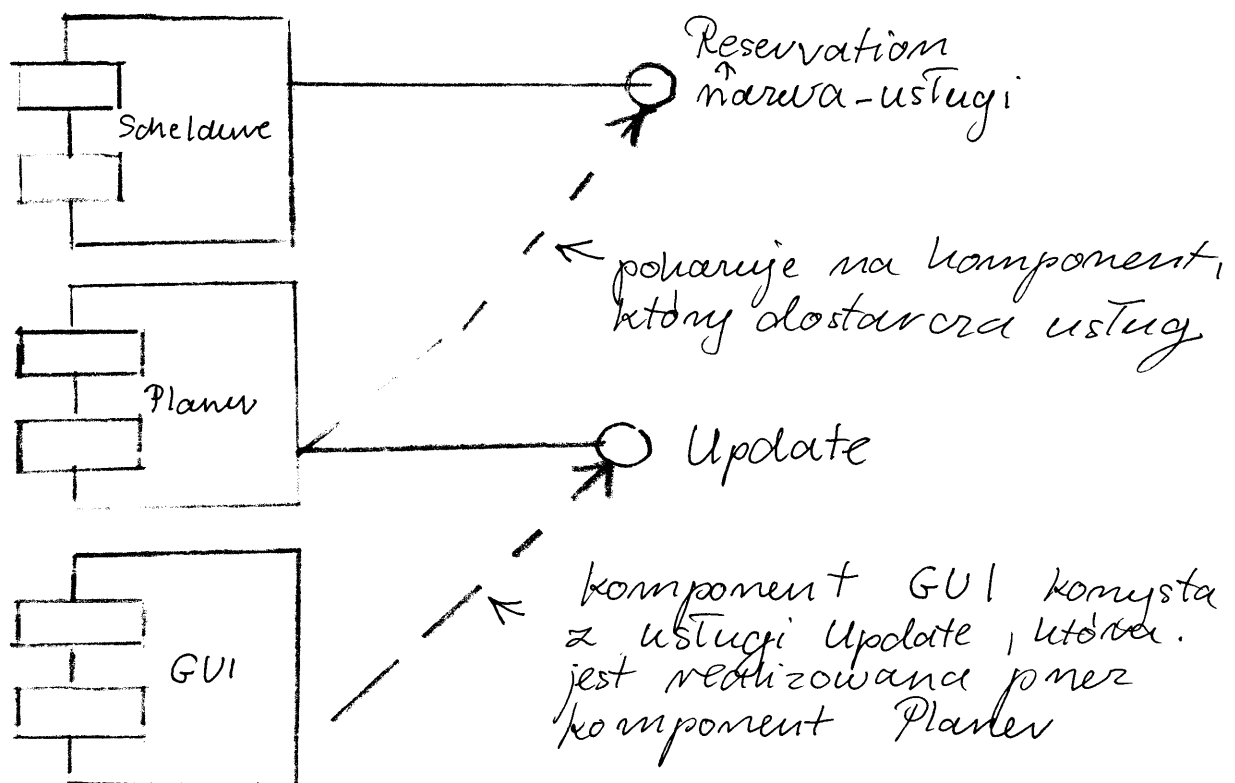 Reservation
nazwa-usługi
Scheldure
pokazuje na komponent,
który dostarcza usług
Planer
Update
komponent GUI korzysta
z usługi Update, która.
jest realizowana przez
komponent Planer
GUI